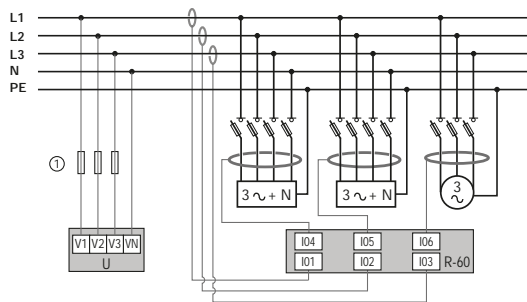 L1
L2
L3
N
PE
1
3 ∿ + N
3 ∿ + N
3
∿
V1 V2 V3 VN
U
I04 I05 I06
I01 I02 I03
R-60